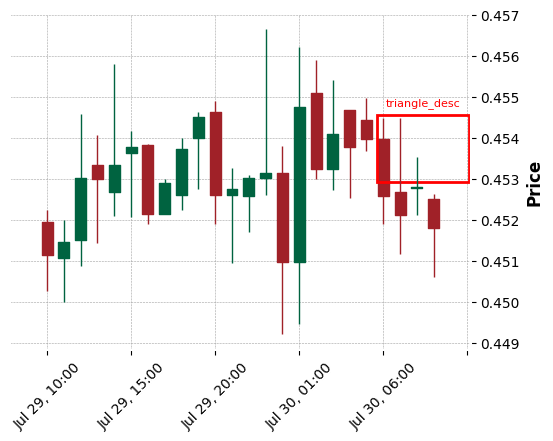 0.457
0.456
0.455
triangle_desc
0.454
0.453
0.452
0.451
0.450
0.449
Price
Jul 29, 10:00
Jul 29, 15:00
Jul 29, 20:00
Jul 30, 01:00
Jul 30, 06:00